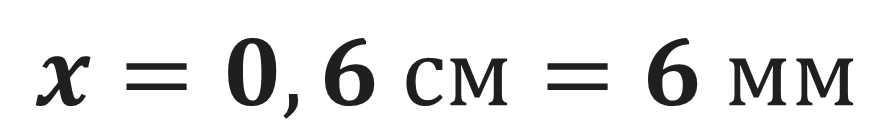 x = 0,6 см = 6 мм